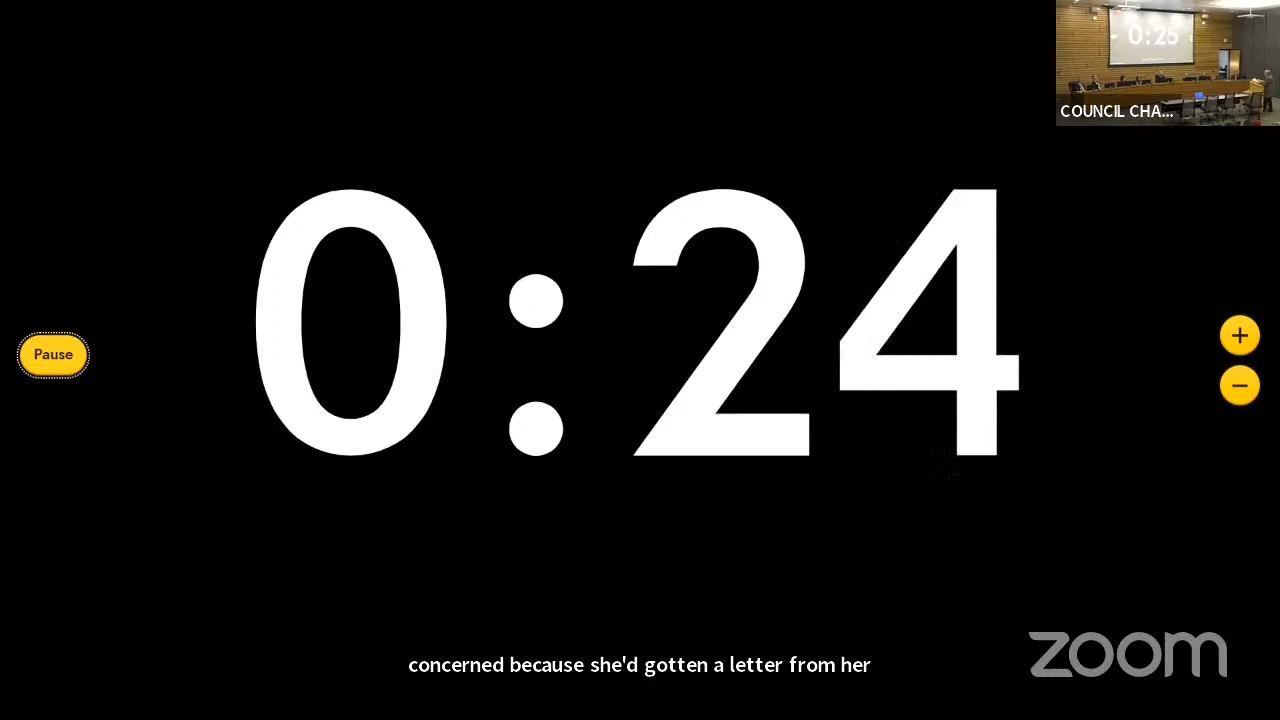 0:25
COUNCIL CHA...
0:24
Pause
+
−
concerned because she'd gotten a letter from her
zoom